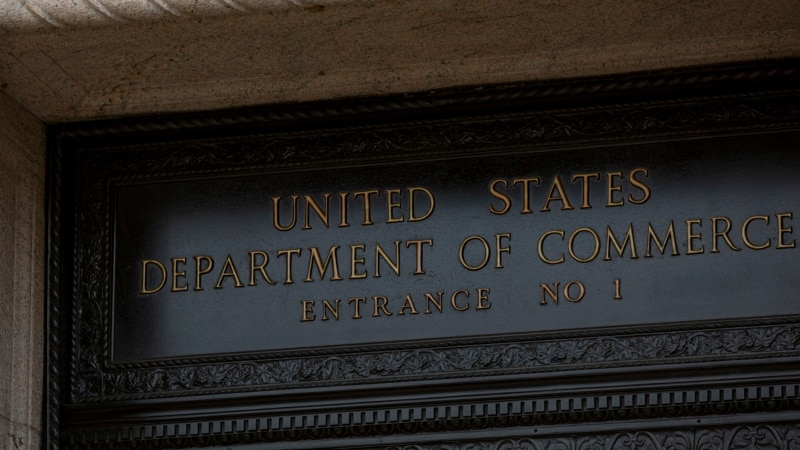 UNITED STATES
DEPARTMENT OF COMMERCE
ENTRANCE NO 1